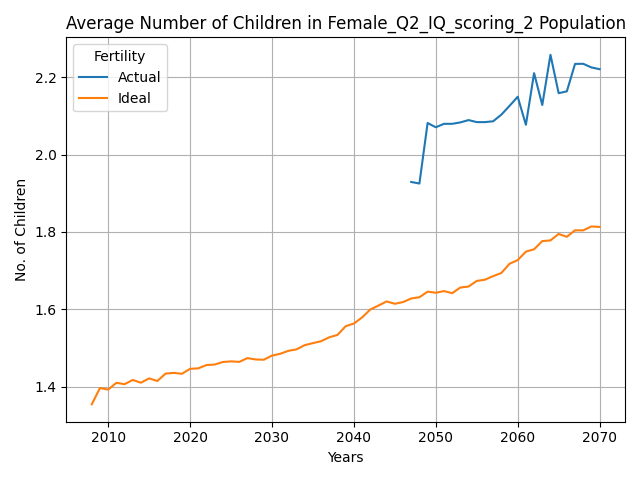 Average Number of Children in Female_Q2_IQ_scoring_2 Population
Fertility
Actual
Ideal
No. of Children
2.2
2.0
1.8
1.6
1.4
2010 2020 2030 2040 2050 2060 2070
Years